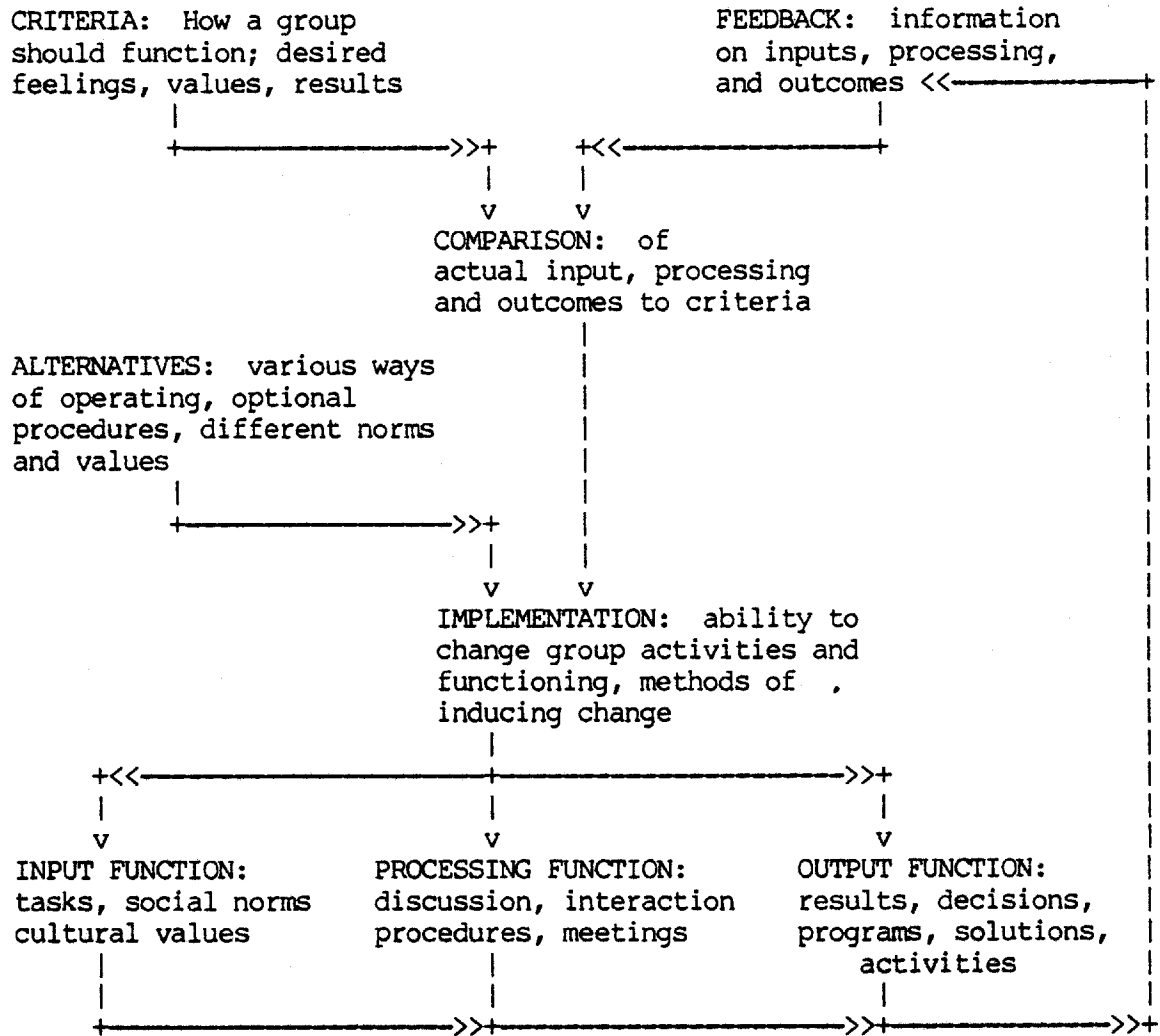 CRITERIA: How a group
should function; desired
feelings, values, results
FEEDBACK: information
on inputs, processing,
and outcomes
COMPARISON: of
actual input, processing
and outcomes to criteria
ALTERNATIVES: various ways
of operating, optional
procedures, different norms
and values
IMPLEMENTATION: ability to
change group activities and
functioning, methods of .
inducing change
INPUT FUNCTION:
tasks, social norms
cultural values
PROCESSING FUNCTION:
discussion, interaction
procedures, meetings
OUTPUT FUNCTION:
results, decisions,
programs, solutions,
activities